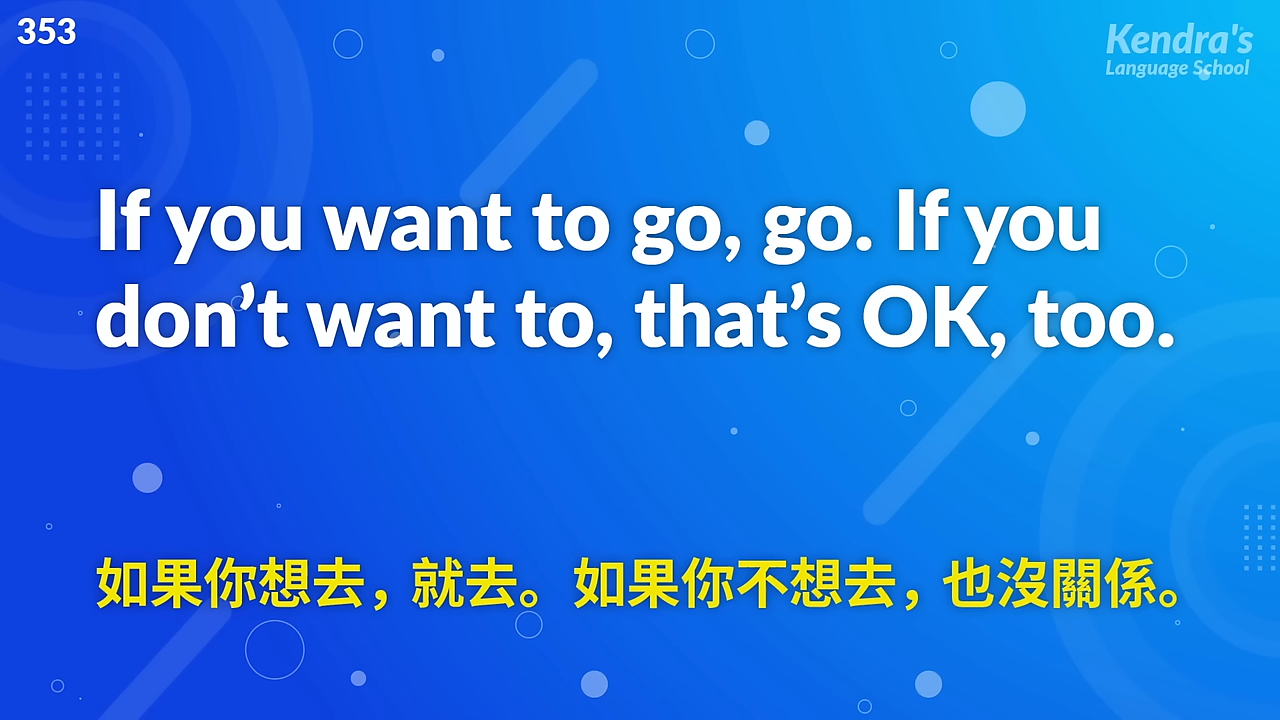 353
Kendra's
Language School
If you want to go, go. If you
don’t want to, that’s OK, too.
如果你想去，就去。如果你不想去，也沒關係。